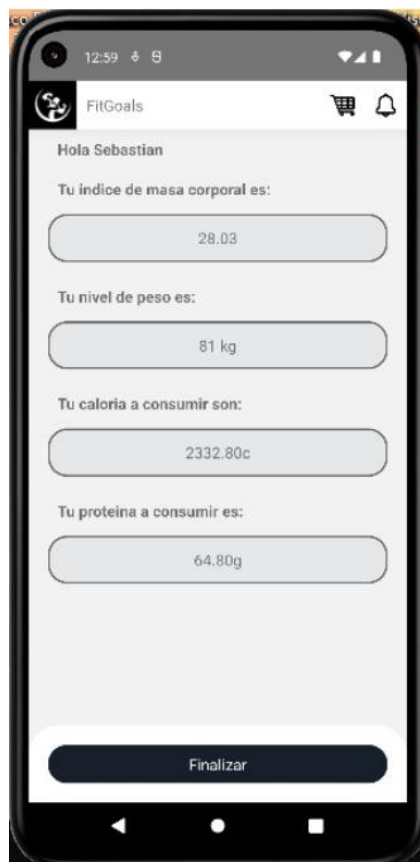 12:59
FitGoals
Hola Sebastian
Tu indice de masa corporal es:
28.03
Tu nivel de peso es:
81 kg
Tu caloria a consumir son:
2332.80c
Tu proteina a consumir es:
64.80g
Finalizar